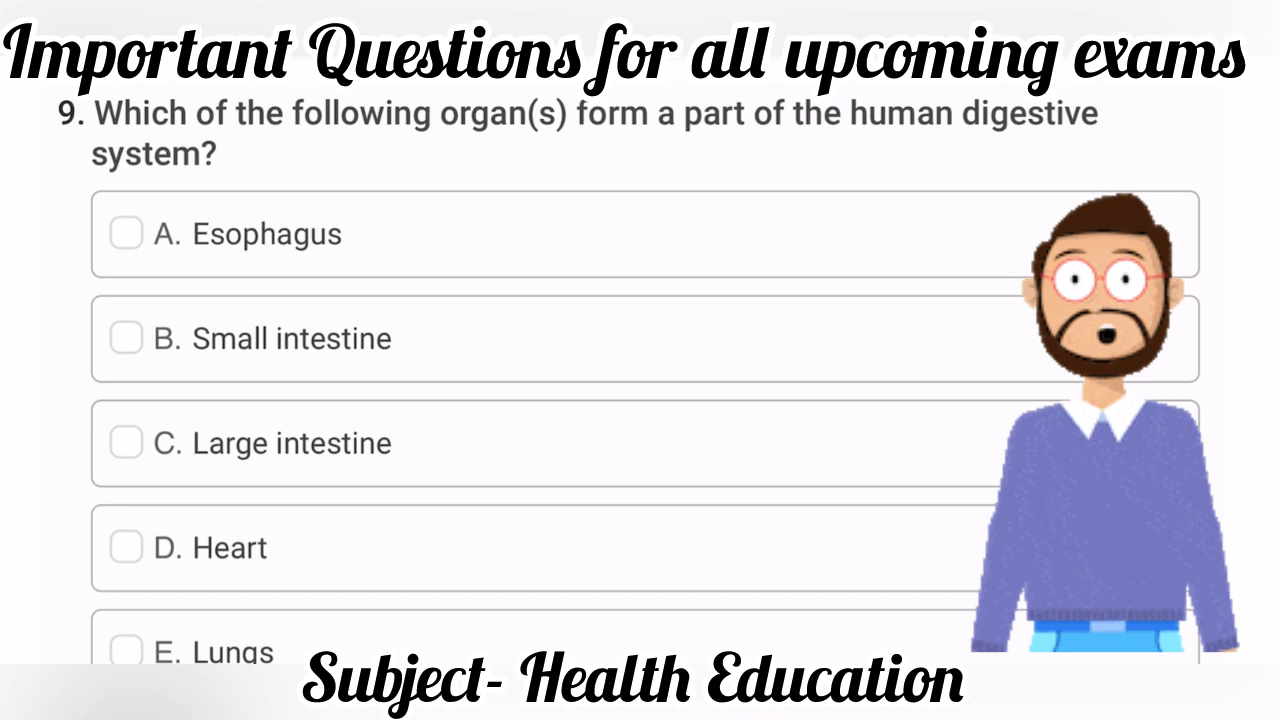 Important Questions for all upcoming exams
9. Which of the following organ(s) form a part of the human digestive
system?
A. Esophagus
B. Small intestine
C. Large intestine
D. Heart
E. Lungs
Subject- Health Education